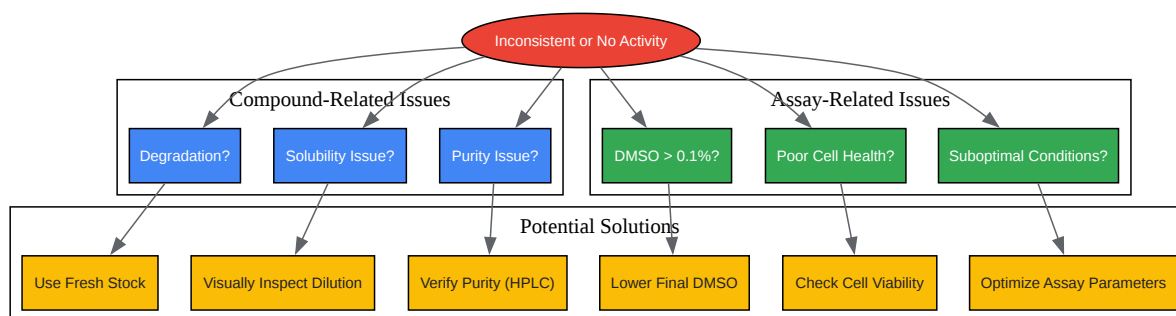 Inconsistent or No Activity
Compound-Related Issues
Assay-Related Issues
Degradation?
Solubility Issue?
Purity Issue?
DMSO > 0.1%?
Poor Cell Health?
Suboptimal Conditions?
Potential Solutions
Use Fresh Stock
Visually Inspect Dilution
Verify Purity (HPLC)
Lower Final DMSO
Check Cell Viability
Optimize Assay Parameters